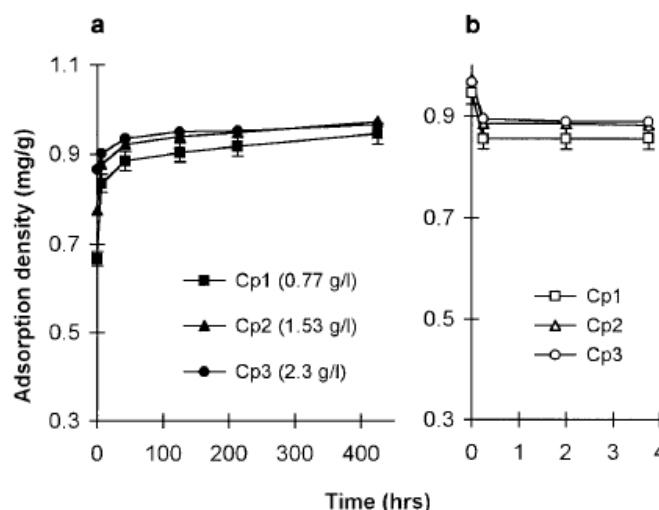 a
b
Adsorption density (mg/g)
1.1
0.9
0.7
0.5
0.3
Cp1 (0.77 g/l)
Cp2 (1.53 g/l)
Cp3 (2.3 g/l)
0 100 200 300 400
0.9
0.7
0.5
0.3
Cp1
Cp2
Cp3
0 1 2 3 4
Time (hrs)